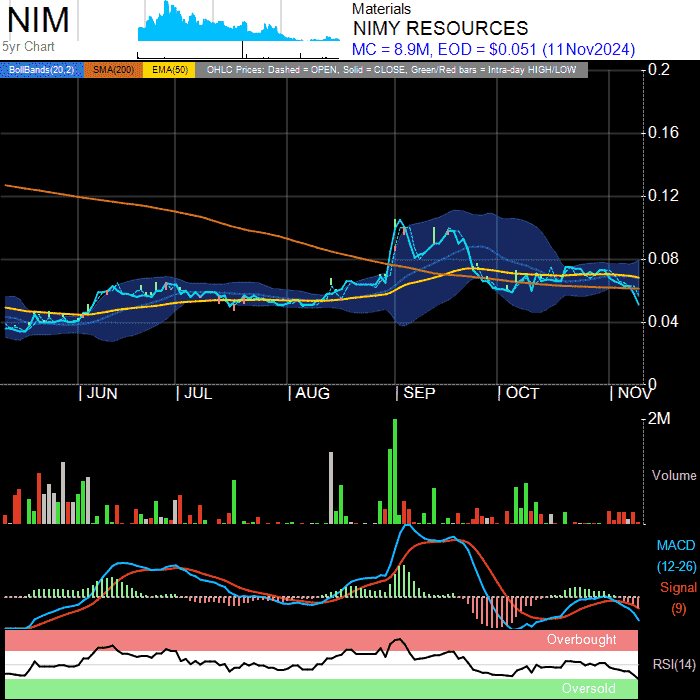 NIM
5yr Chart
Materials
NIMY RESOURCES
MC = 8.9M, EOD = $0.051 (11Nov2024)
BollBands(20,2) SMA(200) EMA(50) OHLC Prices: Dashed = OPEN, Solid = CLOSE, Green/Red bars = Intra-day HIGH/LOW
0.2
0.16
0.12
0.08
0.04
0
JUN JUL AUG SEP OCT NOV
2M
Volume
MACD
(12-26)
Signal
(9)
Overbought
RSI(14)
Oversold